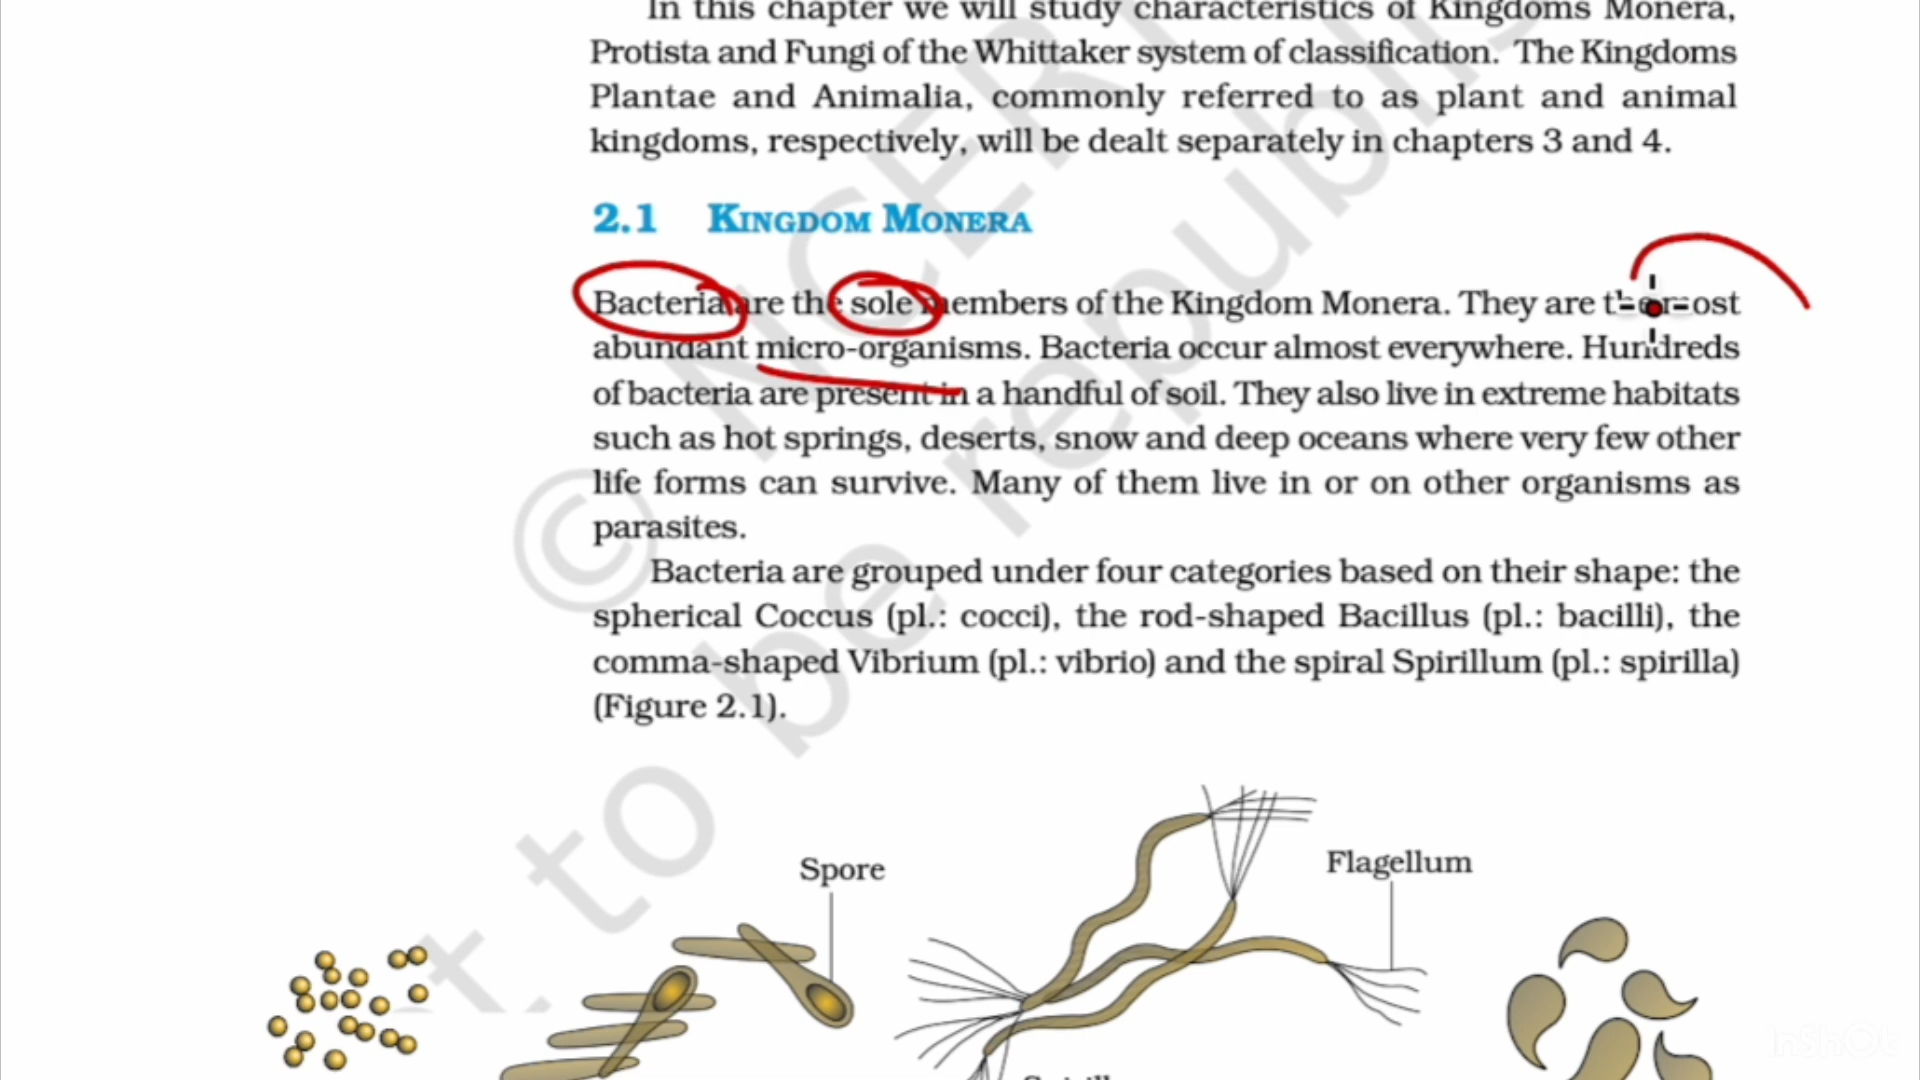 In this chapter we will study characteristics of Kingdoms Monera,
Protista and Fungi of the Whittaker system of classification. The Kingdoms
Plantae and Animalia, commonly referred to as plant and animal
kingdoms, respectively, will be dealt separately in chapters 3 and 4.
2.1 KINGDOM MONERA
Bacteria are the sole members of the Kingdom Monera. They are the most
abundant micro-organisms. Bacteria occur almost everywhere. Hundreds
of bacteria are present in a handful of soil. They also live in extreme habitats
such as hot springs, deserts, snow and deep oceans where very few other
life forms can survive. Many of them live in or on other organisms as
parasites.
Bacteria are grouped under four categories based on their shape: the
spherical Coccus (pl.: cocci), the rod-shaped Bacillus (pl.: bacilli), the
comma-shaped Vibrium (pl.: vibrio) and the spiral Spirillum (pl.: spirilla)
(Figure 2.1).
Spore
Flagellum
© NCERT
to be republis
InShOt